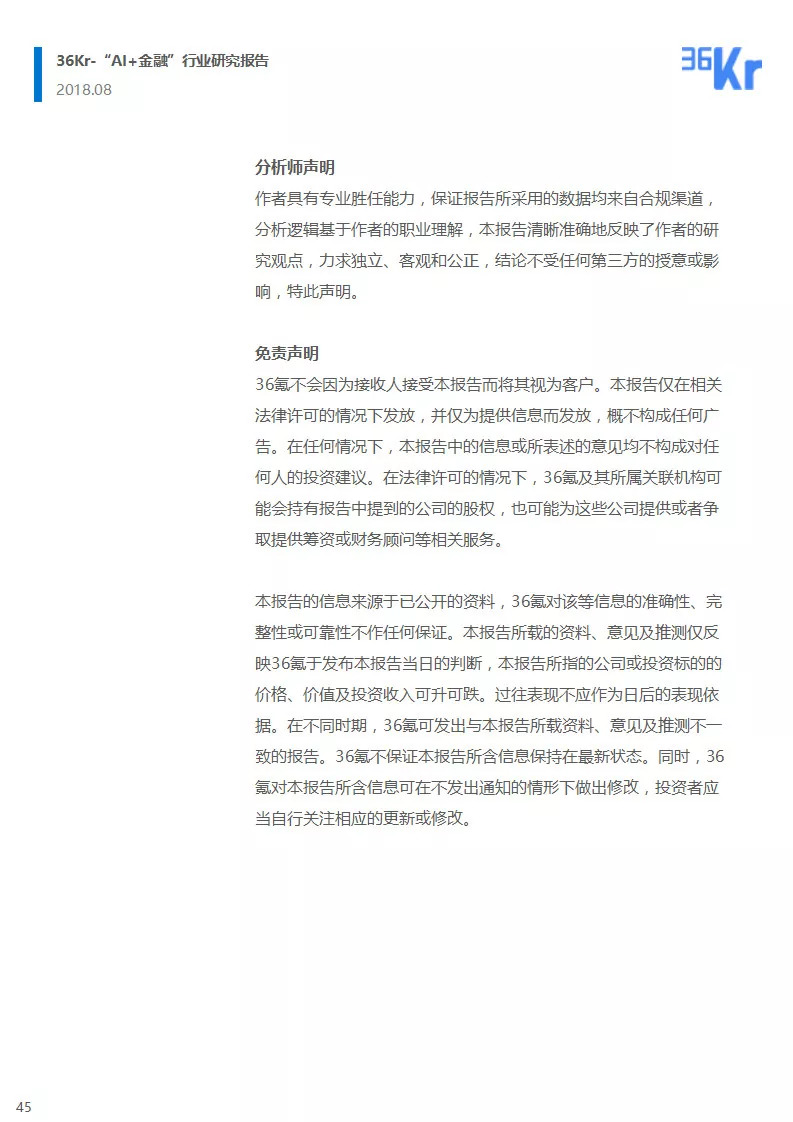 36Kr-“AI+金融”行业研究报告
2018.08
36Kr
分析师声明
作者具有专业胜任能力，保证报告所采用的数据均来自合规渠道，
分析逻辑基于作者的职业理解，本报告清晰准确地反映了作者的研
究观点，力求独立、客观和公正，结论不受任何第三方的授意或影
响，特此声明。
免责声明
36氪不会因为接收人接受本报告而将其视为客户。本报告仅在相关
法律许可的情况下发放，并仅为提供信息而发放，概不构成任何广
告。在任何情况下，本报告中的信息或所表述的意见均不构成对任
何人的投资建议。在法律许可的情况下，36氪及其所属关联机构可
能会持有报告中提到的公司的股权，也可能为这些公司提供或者争
取提供筹资或财务顾问等相关服务。
本报告的信息来源于已公开的资料，36氪对该等信息的准确性、完
整性或可靠性不作任何保证。本报告所载的资料、意见及推测仅反
映36氪于发布本报告当日的判断，本报告所指的公司或投资标的的
价格、价值及投资收入可升可跌。过往表现不应作为日后的表现依
据。在不同时期，36氪可发出与本报告所载资料、意见及推测不一
致的报告。36氪不保证本报告所含信息保持在最新状态。同时，36
氪对本报告所含信息可在不发出通知的情形下做出修改，投资者应
当自行关注相应的更新或修改。
45